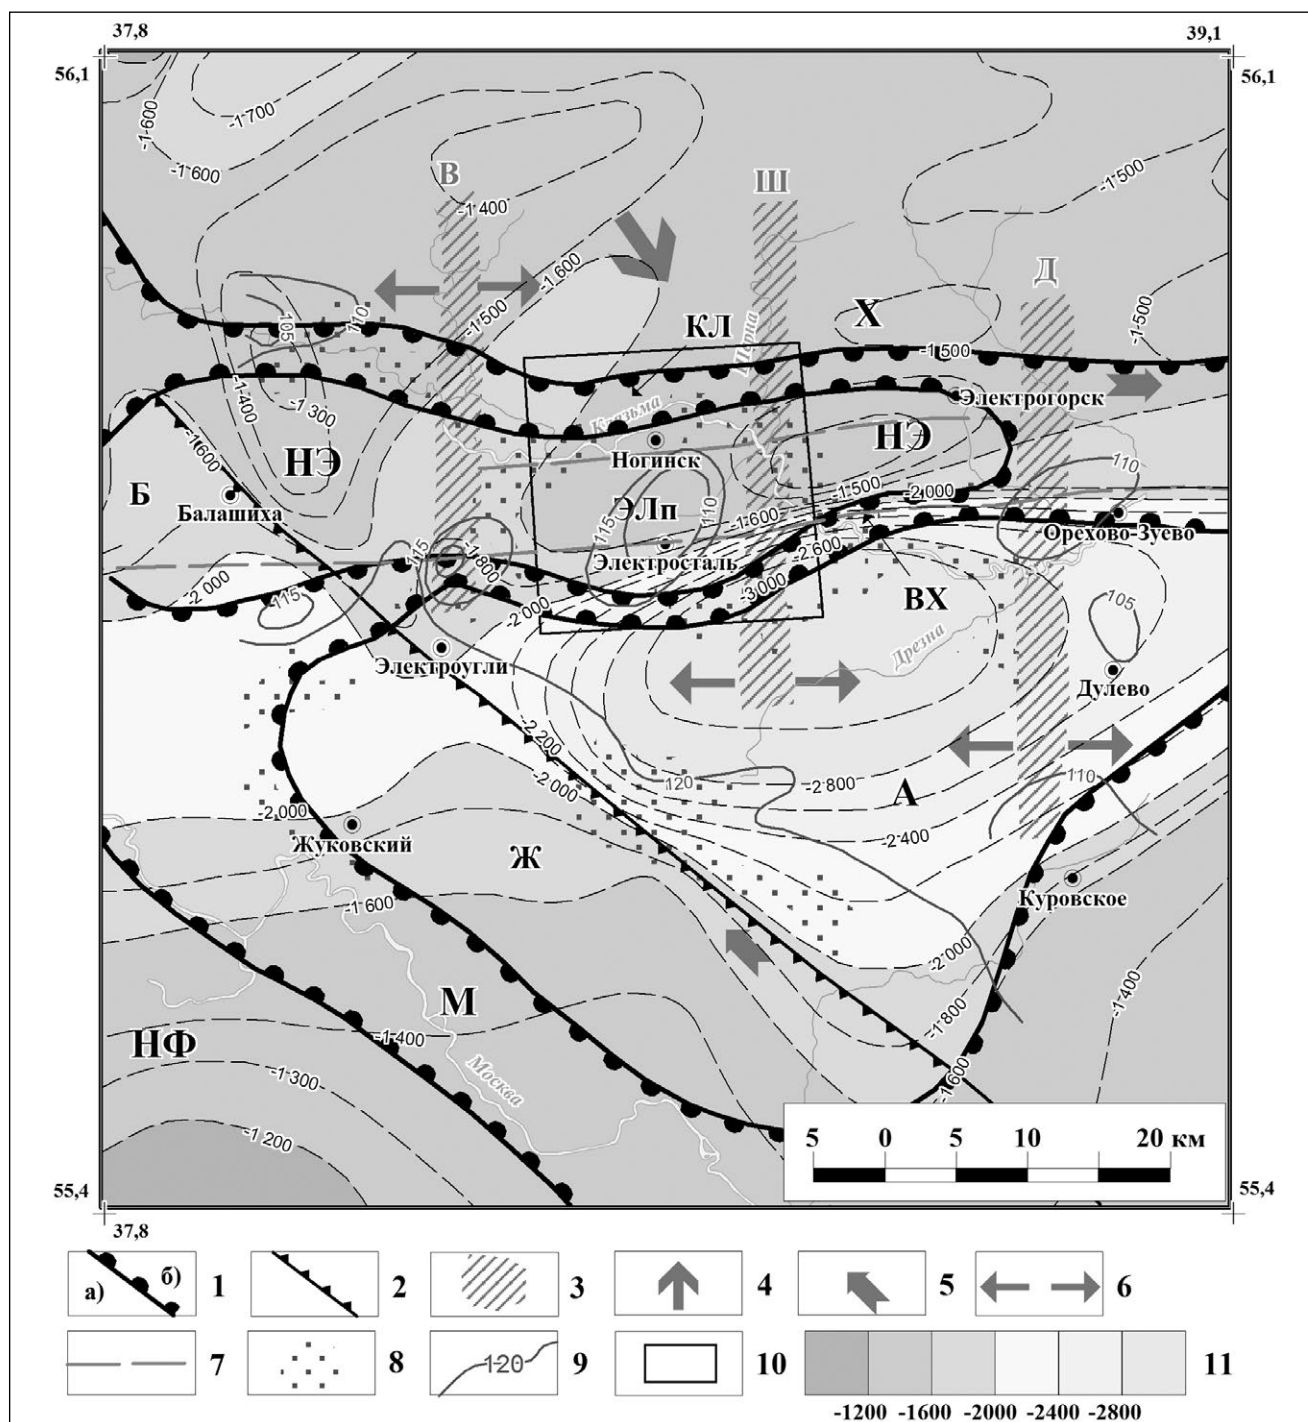 37,8
39,1
56,1
56,1
-1 600
-1 700
-1 600
В
-1 400
Ш
-1 500
Д
-1 600
-1 500
110
105
КЛ
Шерна
Х
-1 500
-1 500
-1 400
-1 300
Клязьма
Электрогорск
-1 600
НЭ
НЭ
Ногинск
110
Б
Балашиха
ЭЛп
-1 500
-2 000
115
110
-1 600
Орехово-Зуево
115
-1 800
Электросталь
-2 600
-2 000
115
-3 000
ВХ
105
-2 000
Дрезна
Электроугли
Дулево
-2 200
120
110
-2 000
-2 800
А
-2 000
-2 400
Жуковский
Ж
Куровское
-1 600
-2 000
-1 400
М
-1 800
НФ
-1 400
-1 300
Москва
-1 600
-1 200
5 0 5 10 20 км
55,4
55,4
37,8
а) б) 1
2
3
4
5
6
7
8
120 9
10
11
-1200 -1600 -2000 -2400 -2800